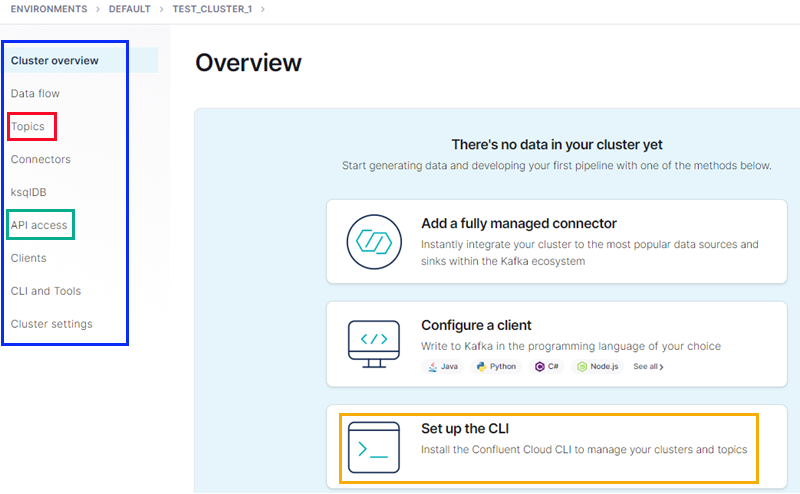 ENVIRONMENTS > DEFAULT > TEST_CLUSTER_1 >
Cluster overview
Data flow
Topics
Connectors
ksqlDB
API access
Clients
CLI and Tools
Cluster settings
Overview
There's no data in your cluster yet
Start generating data and developing your first pipeline with one of the methods below.
Add a fully managed connector
Instantly integrate your cluster to the most popular data sources and
sinks within the Kafka ecosystem
Configure a client
Write to Kafka in the programming language of your choice
Java Python C# Node.js See all >
Set up the CLI
Install the Confluent Cloud CLI to manage your clusters and topics